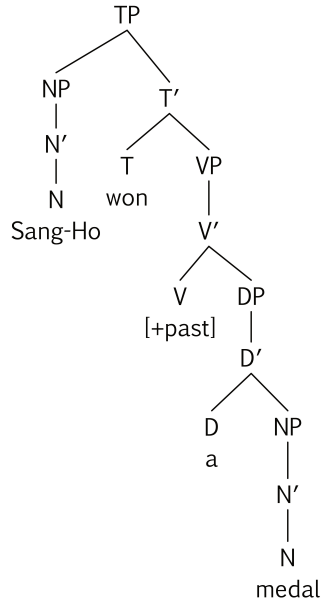 TP
NP T′
N′ T VP
N won
Sang-Ho V′
V DP
[+past]
D′
D NP
a
N′
N
medal